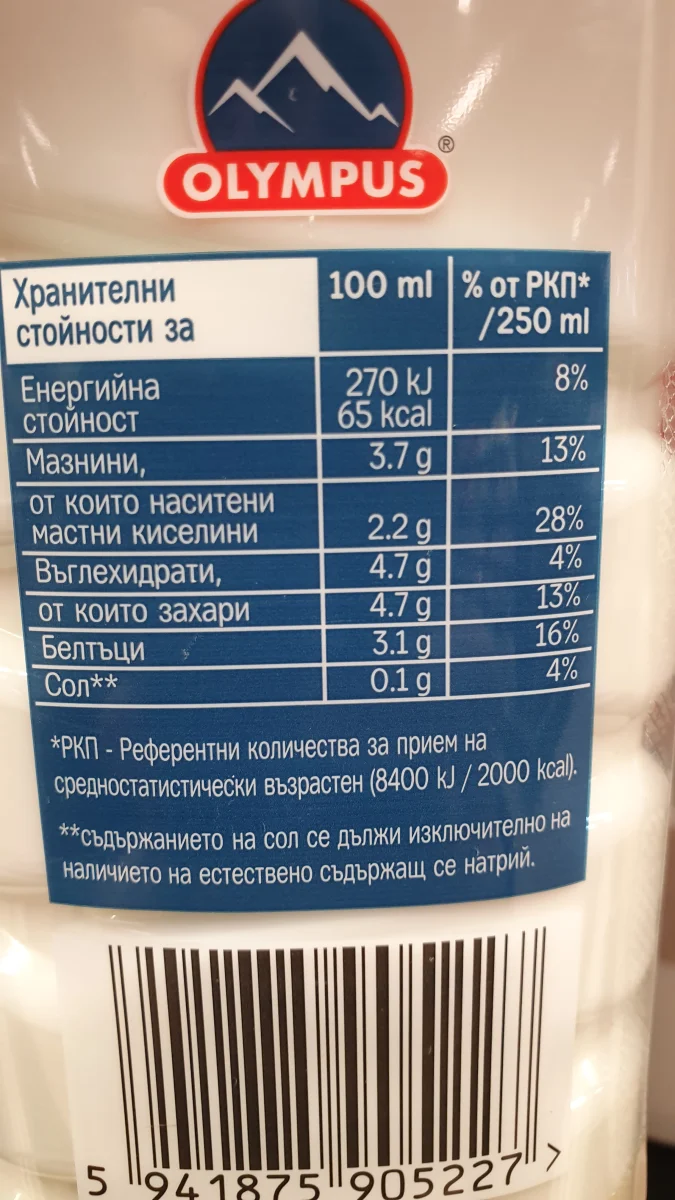 OLYMPUS
®
Хранителни
стойности за
100 ml
% от РКП*
/250 ml
Енергийна
стойност
270 kJ
65 kcal
8%
Мазнини,
3.7 g
13%
от които наситени
мастни киселини
2.2 g
28%
Въглехидрати,
4.7 g
4%
от които захари
4.7 g
13%
Белтъци
3.1 g
16%
Сол**
0.1 g
4%
*РКП - Референтни количества за прием на
средностатистически възрастен (8400 kJ / 2000 kcal).
**съдържанието на сол се дължи изключително на
наличието на естествено съдържащ се натрий.
5 941875 905227 >